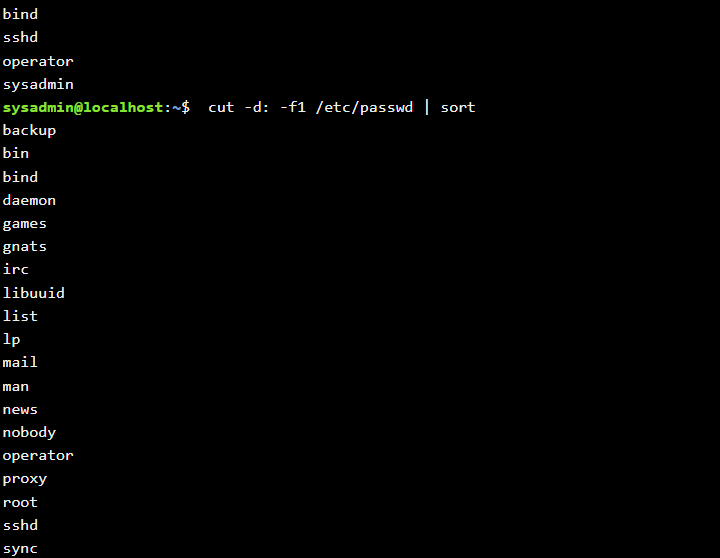 bind
sshd
operator
sysadmin
sysadmin@localhost:~$  cut -d: -f1 /etc/passwd | sort
backup
bin
bind
daemon
games
gnats
irc
libuuid
list
lp
mail
man
news
nobody
operator
proxy
root
sshd
sync